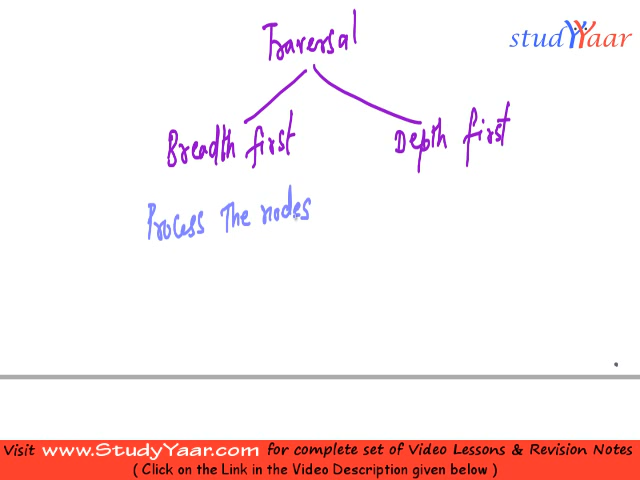 Traversal
studYYaar
Breadth first
Depth first
Process The nodes
Visit www.StudyYaar.com for complete set of Video Lessons & Revision Notes
( Click on the Link in the Video Description given below )